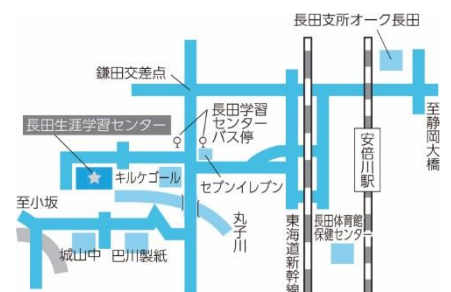 長田支所オーク長田
鎌田交差点
長田学習
センター
バス停
長田生涯学習センター
至静岡大橋
安倍川駅
キルケゴール
セブンイレブン
至小坂
丸子川
東海道新幹線
長田体育館
保健センター
城山中
巴川製紙